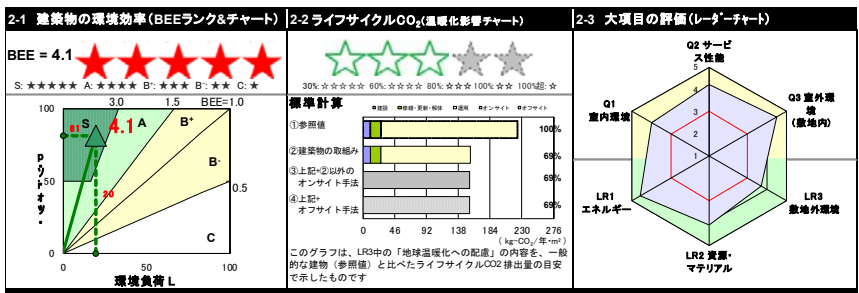 2-1 建築物の環境効率(BEEランク&チャート)
BEE = 4.1
S: ★★★★★ A: ★★★★ B⁺: ★★★ B⁻: ★★ C: ★
3.0 1.5 BEE=1.0
100
81
S
4.1
A
B⁺
50
20
B⁻
0.5
C
0
0 50 100
環境負荷 L
2-2 ライフサイクルCO₂(温暖化影響チャート)
30%: ☆☆☆☆☆ 60%: ☆☆☆☆ 80%: ☆☆☆ 100%: ☆☆ 100%超: ☆
標準計算
建設 修繕・更新・解体 運用 オンサイト オフサイト
①参照値 100%
②建築物の取組み 69%
③上記+②以外の
オンサイト手法 69%
④上記+
オフサイト手法 69%
0 46 92 138 184 230 276
( kg-CO₂/年・m² )
このグラフは、LR3中の「地球温暖化への配慮」の内容を、一般
的な建物(参照値)と比べたライフサイクルCO2 排出量の目安
で示したものです
2-3 大項目の評価(レーダーチャート)
Q2 サービ
ス性能
5
4
3
2
1
Q1
室内環境
Q3 室外環
境
(敷地内)
LR1
エネルギー
LR3
敷地外環境
LR2 資源・
マテリアル